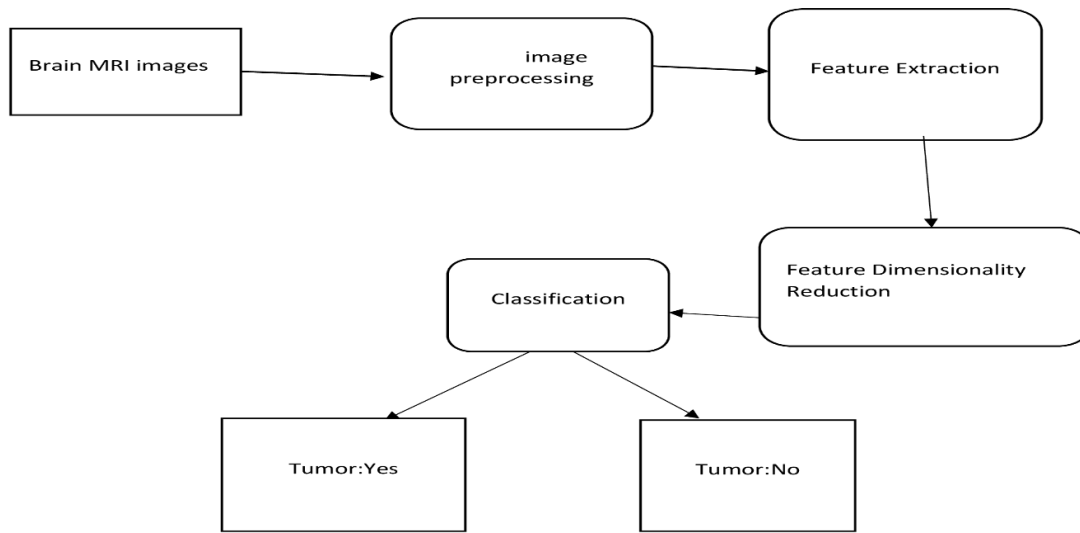 Brain MRI images
image
preprocessing
Feature Extraction
Feature Dimensionality
Reduction
Classification
Tumor:Yes
Tumor:No